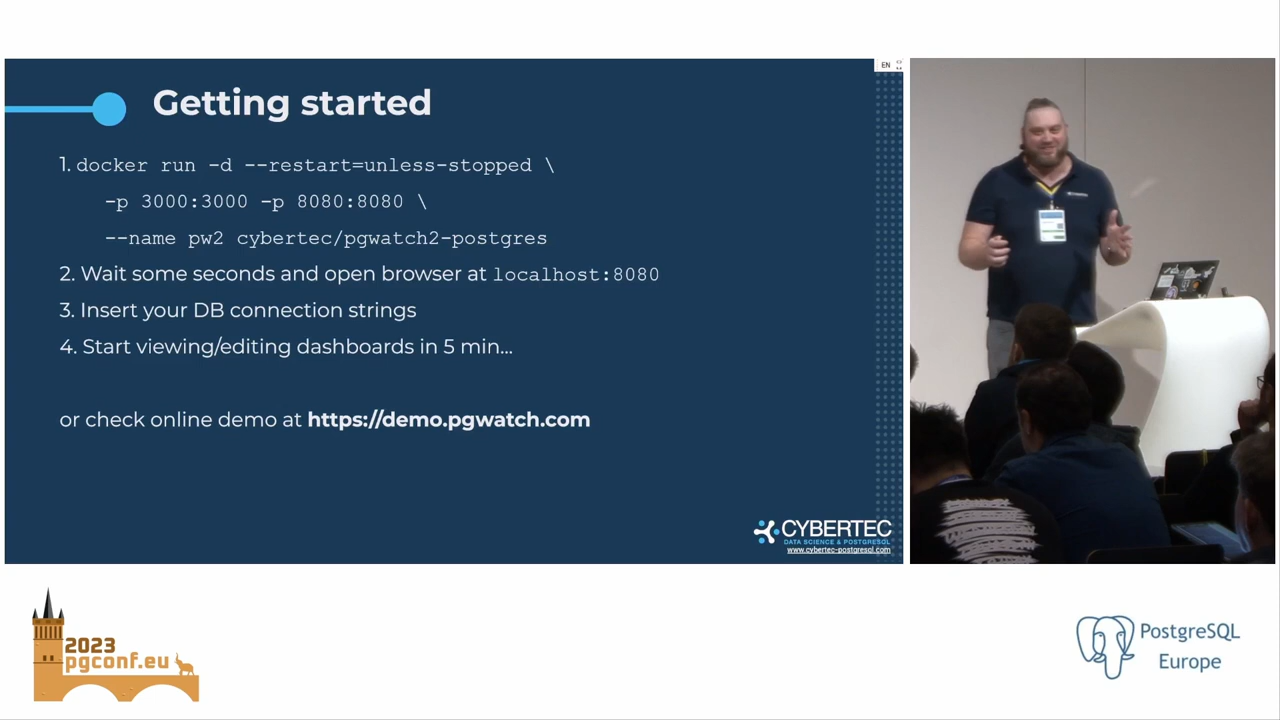 EN
Getting started
1. docker run -d --restart=unless-stopped \
-p 3000:3000 -p 8080:8080 \
--name pw2 cybertec/pgwatch2-postgres
2. Wait some seconds and open browser at localhost:8080
3. Insert your DB connection strings
4. Start viewing/editing dashboards in 5 min...
or check online demo at https://demo.pgwatch.com
CYBERTEC
DATA SCIENCE & POSTGRESQL
www.cybertec-postgresql.com
2023
pgconf.eu
PostgreSQL
Europe